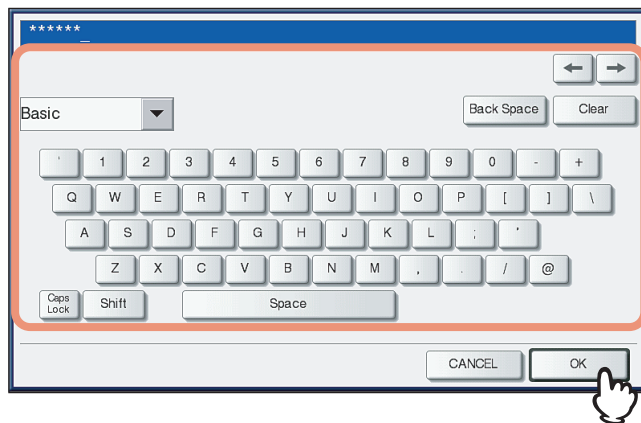 ******_
Basic
Back Space Clear
' 1 2 3 4 5 6 7 8 9 0 - +
Q W E R T Y U I O P [ ] \
A S D F G H J K L ; '
Z X C V B N M , . / @
Caps Lock Shift Space
CANCEL OK